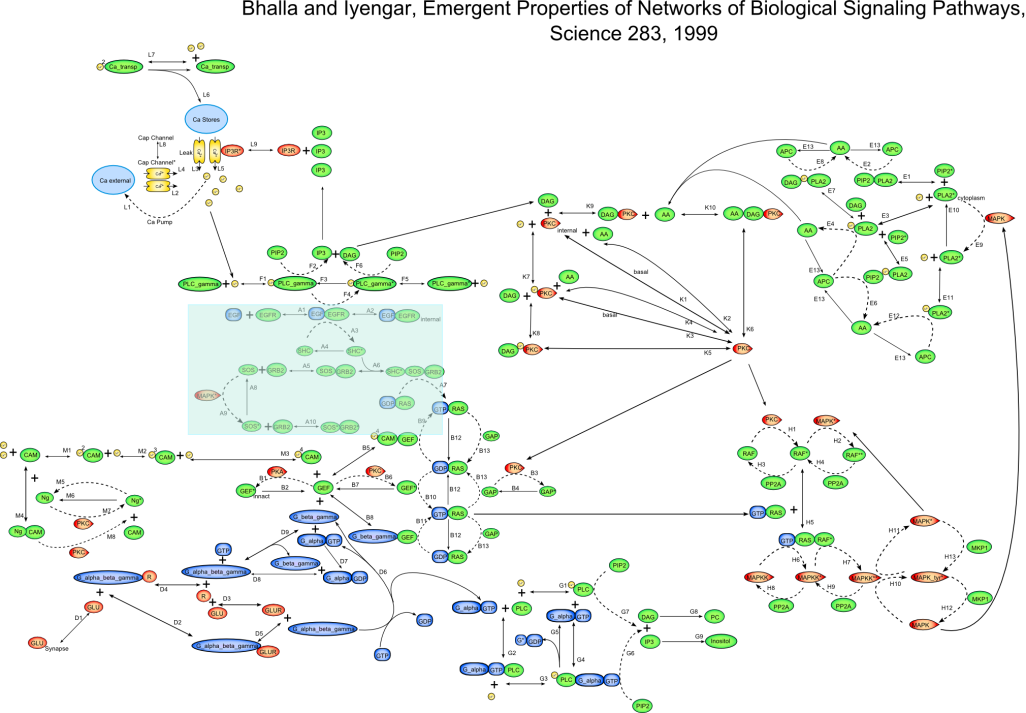 Bhalla and Iyengar, Emergent Properties of Networks of Biological Signaling Pathways,
Science 283, 1999
L7
2
Ca_transp
+
Ca_transp
L6
Ca Stores
Cap Channel
L8
Cap Channel*
Leak
IP3R*
L9
IP3R
+
IP3
IP3
IP3
L3
L5
L4
L2
Ca external
L1
Ca Pump
PIP2
IP3
+
DAG
PIP2
F2
F6
PLC_gamma
+
F1
PLC_gamma
F3
PLC_gamma*
F5
PLC_gamma*
+
F4
EGF
+
EGFR
A1
EGF
EGFR
A2
EGF
EGFR
internal
A3
SHC
A4
SHC*
SOS
+
GRB2
A5
SOS
GRB2
A6
SHC*
SOS
GRB2
A7
MAPK*
A8
A9
GDP
RAS
SOS*
+
GRB2
A10
SOS*
GRB2
GTP
RAS
B9
B12
GAP
B13
4
CAM
GEF
B5
GDP
RAS
PKA
PKC
B1
B6
GEF*
B2
GEF
B7
GEF*
Innact
B10
B12
B13
GAP
PKC
B3
B4
GAP*
B8
GTP
RAS
G_beta_gamma
G_beta_gamma
GEF
B11
B12
B13
GAP
GDP
RAS
+
CAM
M1
2
CAM
+
M2
3
CAM
+
M3
4
CAM
+
M5
Ng
M6
Ng*
M7
PKC
+
M4
M8
Ng
CAM
CAM
PKC
D9
G_alpha
GTP
GTP
+
G_beta_gamma
D7
D6
G_alpha_beta_gamma
D8
+
G_alpha
GDP
G_alpha_beta_gamma
R
D4
+
R
GLU
+
GLU
D3
GLUR
D1
D2
+
D5
G_alpha_beta_gamma
G_alpha_beta_gamma
GLUR
GLU
Synapse
GDP
GTP
DAG
+
PKC
K9
DAG
PKC
+
AA
K10
AA
DAG
PKC
internal
+
AA
basal
K7
K1
K2
AA
+
DAG
+
PKC
basal
K4
K3
K6
K8
DAG
PKC
K5
PKC
APC
E13
AA
E13
APC
E8
E2
DAG
PLA2
PIP2
PLA2
E1
PIP2*
+
PLA2*
cytoplasm
E7
DAG
+
E3
E10
MAPK
AA
E4
PLA2
+
PIP2*
E9
E5
PLA2*
E13
APC
PIP2
PLA2
+
E6
E13
E11
E12
PLA2*
AA
E13
APC
PKC
MAPK*
H1
H2
RAF
RAF*
RAF**
H3
H4
PP2A
PP2A
GTP
RAS
+
H5
GTP
RAS
RAF*
MAPK*
H11
MKP1
H6
H7
H13
MAPKK
MAPKK*
MAPKK**
MAPK_tyr*
H10
H8
H9
MKP1
PP2A
PP2A
H12
MAPK
+
G1
PLC
PIP2
G_alpha
GTP
+
PLC
+
G_alpha
GTP
G7
DAG
G8
PC
G*
GDP
G5
+
IP3
G9
Inositol
G2
G4
G6
G_alpha
GTP
PLC
+
G3
PLC
G_alpha
GTP
PIP2